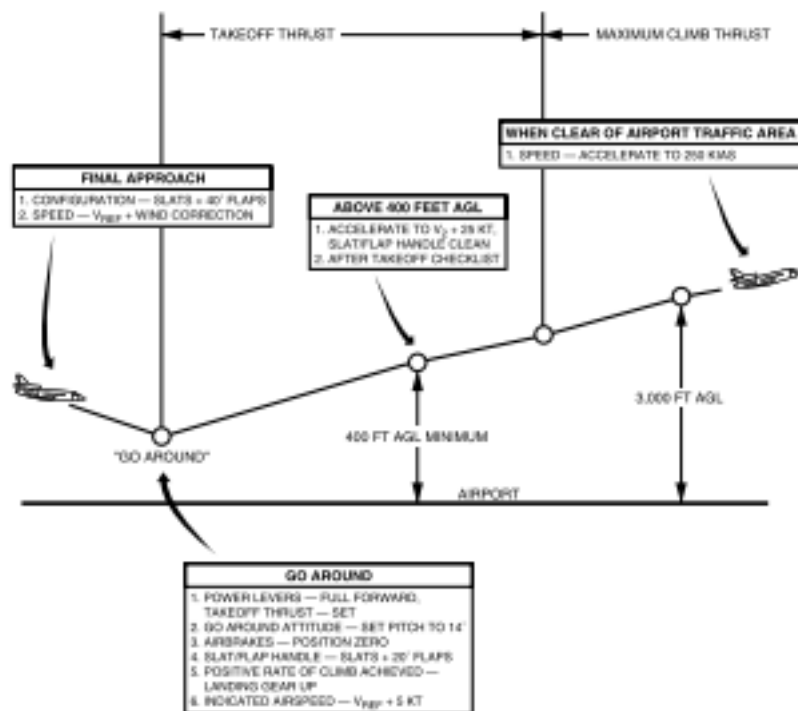 TAKEOFF THRUST
MAXIMUM CLIMB THRUST
WHEN CLEAR OF AIRPORT TRAFFIC AREA
1. SPEED — ACCELERATE TO 250 KIAS
FINAL APPROACH
1. CONFIGURATION — SLATS + 40° FLAPS
2. SPEED — VREF + WIND CORRECTION
ABOVE 400 FEET AGL
1. ACCELERATE TO V2 + 25 KT,
SLAT/FLAP HANDLE CLEAN
2. AFTER TAKEOFF CHECKLIST
3,000 FT AGL
400 FT AGL MINIMUM
"GO AROUND"
AIRPORT
GO AROUND
1. POWER LEVERS — FULL FORWARD,
TAKEOFF THRUST — SET
2. GO AROUND ATTITUDE — SET PITCH TO 14°
3. AIRBRAKES — POSITION ZERO
4. SLAT/FLAP HANDLE — SLATS + 20° FLAPS
5. POSITIVE RATE OF CLIMB ACHIEVED —
LANDING GEAR UP
6. INDICATED AIRSPEED — VREF + 5 KT